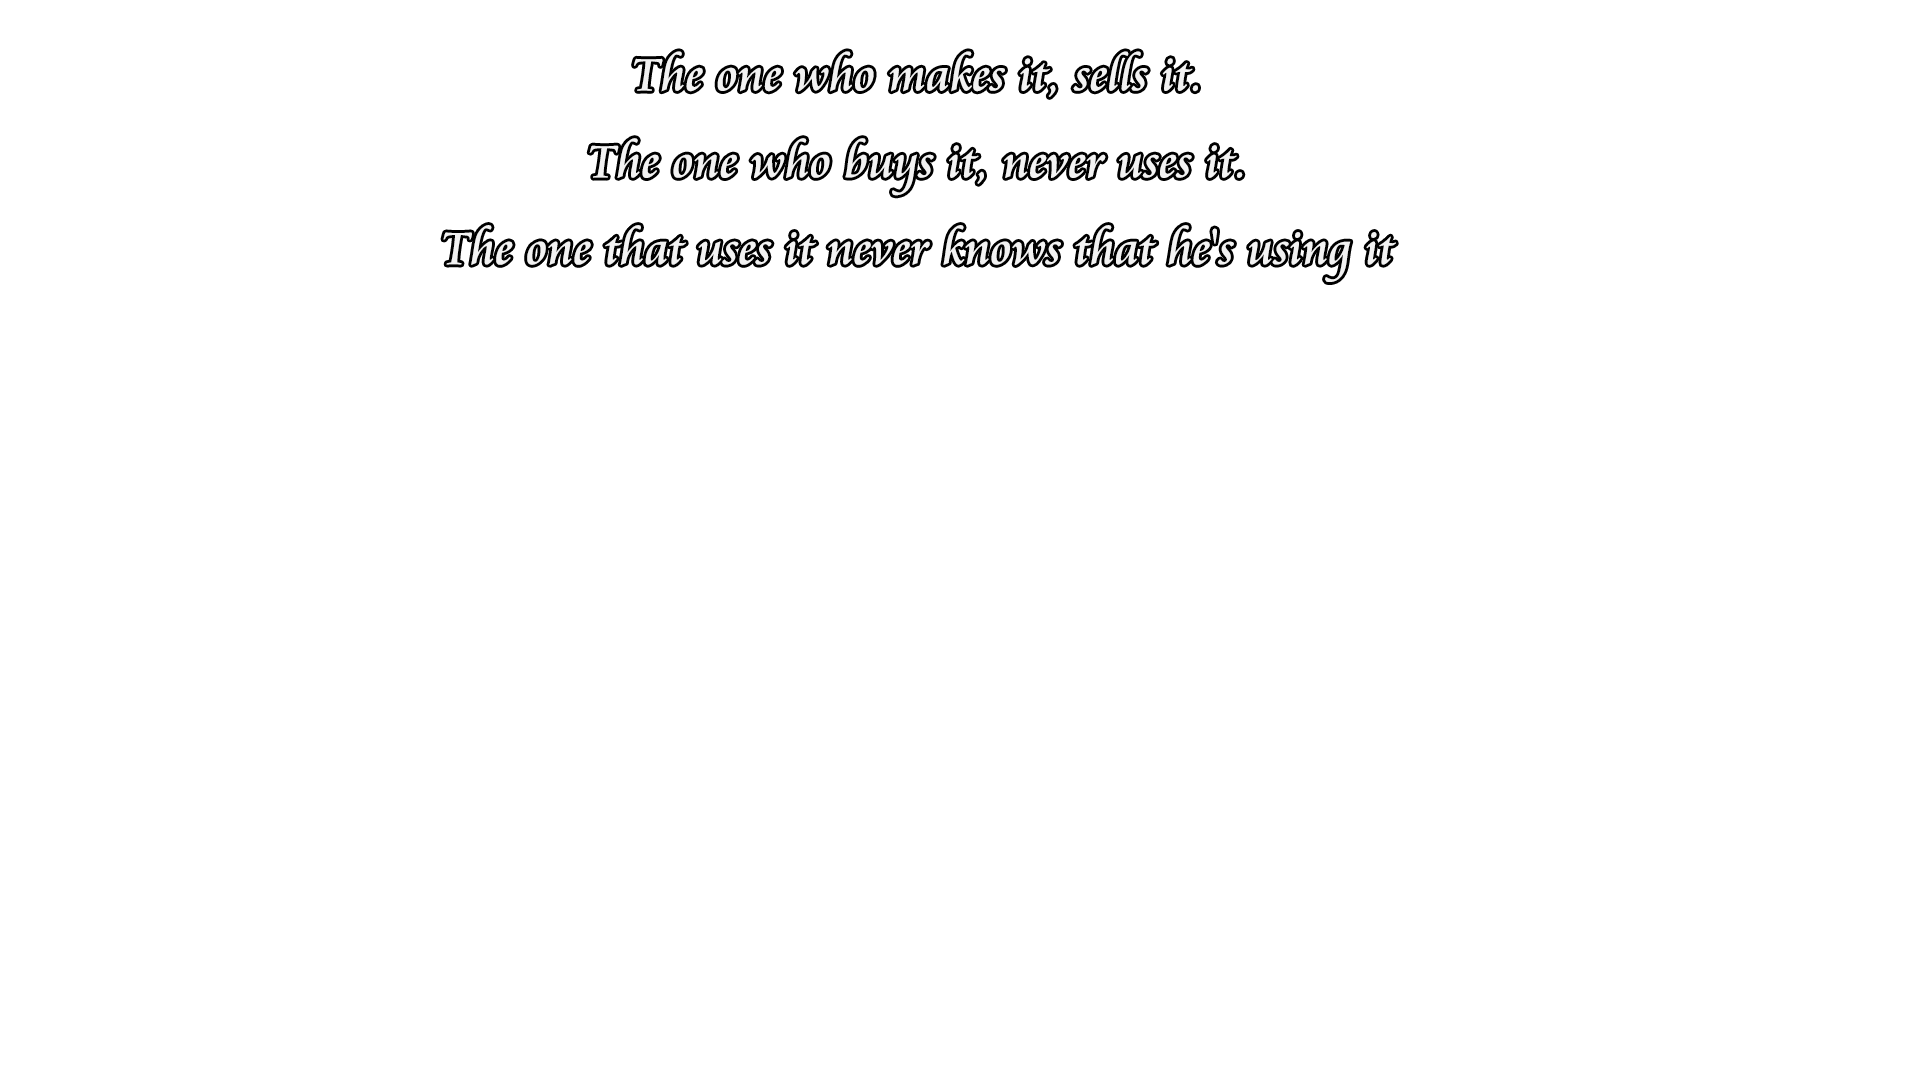 The one who makes it, sells it.
The one who buys it, never uses it.
The one that uses it never knows that he's using it